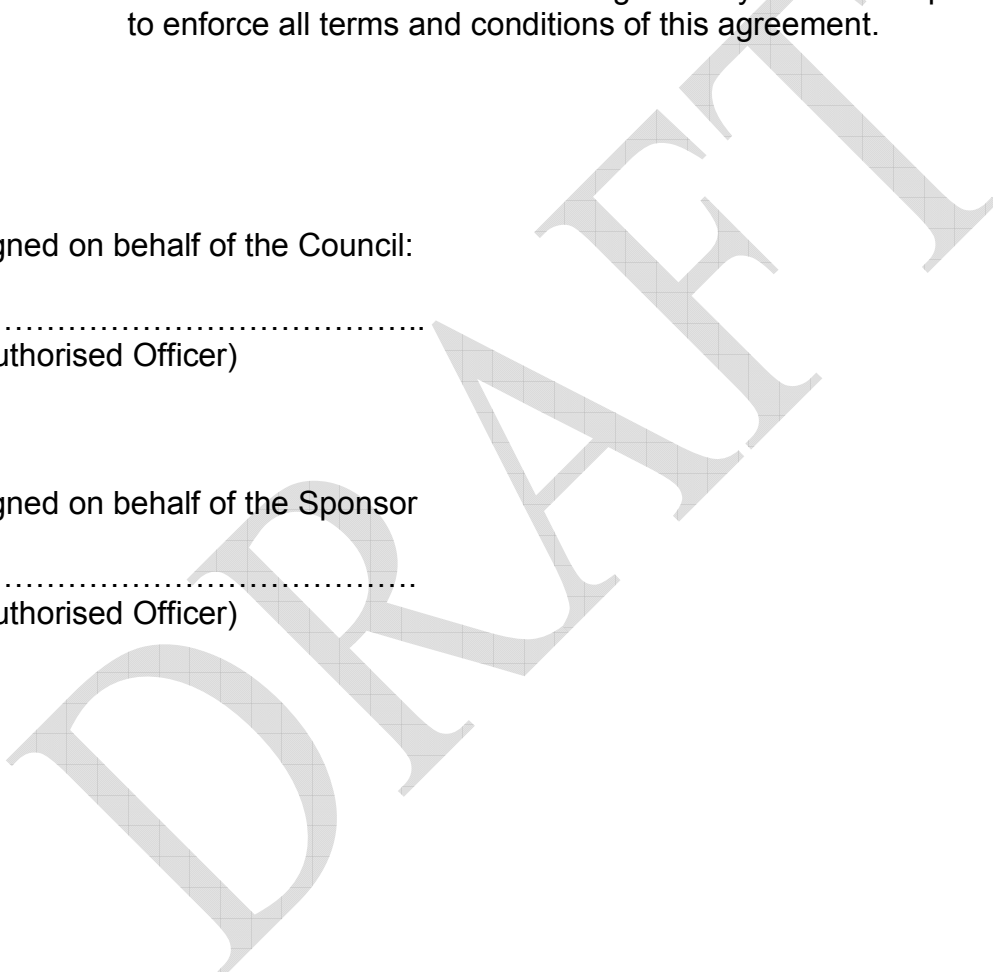 to enforce all terms and conditions of this agreement.
gned on behalf of the Council:
…………………………………..
uthorised Officer)
gned on behalf of the Sponsor
………………………………….
uthorised Officer)
DRAFT